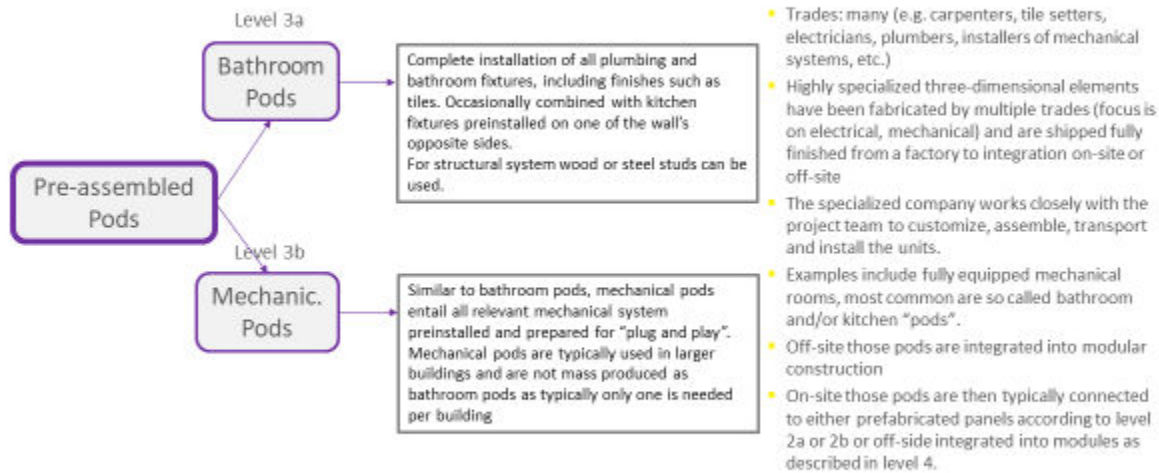 Level 3a
Bathroom
Pods
Complete installation of all plumbing and
bathroom fixtures, including finishes such as
tiles. Occasionally combined with kitchen
fixtures preinstalled on one of the wall's
opposite sides.
For structural system wood or steel studs can be
used.
Pre-assembled
Pods
Level 3b
Mechanic.
Pods
Similar to bathroom pods, mechanical pods
entail all relevant mechanical system
preinstalled and prepared for "plug and play".
Mechanical pods are typically used in larger
buildings and are not mass produced as
bathroom pods as typically only one is needed
per building
Trades: many (e.g. carpenters, tile setters,
electricians, plumbers, installers of mechanical
systems, etc.)
Highly specialized three-dimensional elements
have been fabricated by multiple trades (focus is
on electrical, mechanical) and are shipped fully
finished from a factory to integration on-site or
off-site
The specialized company works closely with the
project team to customize, assemble, transport
and install the units.
Examples include fully equipped mechanical
rooms, most common are so called bathroom
and/or kitchen "pods".
Off-site those pods are integrated into modular
construction
On-site those pods are then typically connected
to either prefabricated panels according to level
2a or 2b or off-side integrated into modules as
described in level 4.